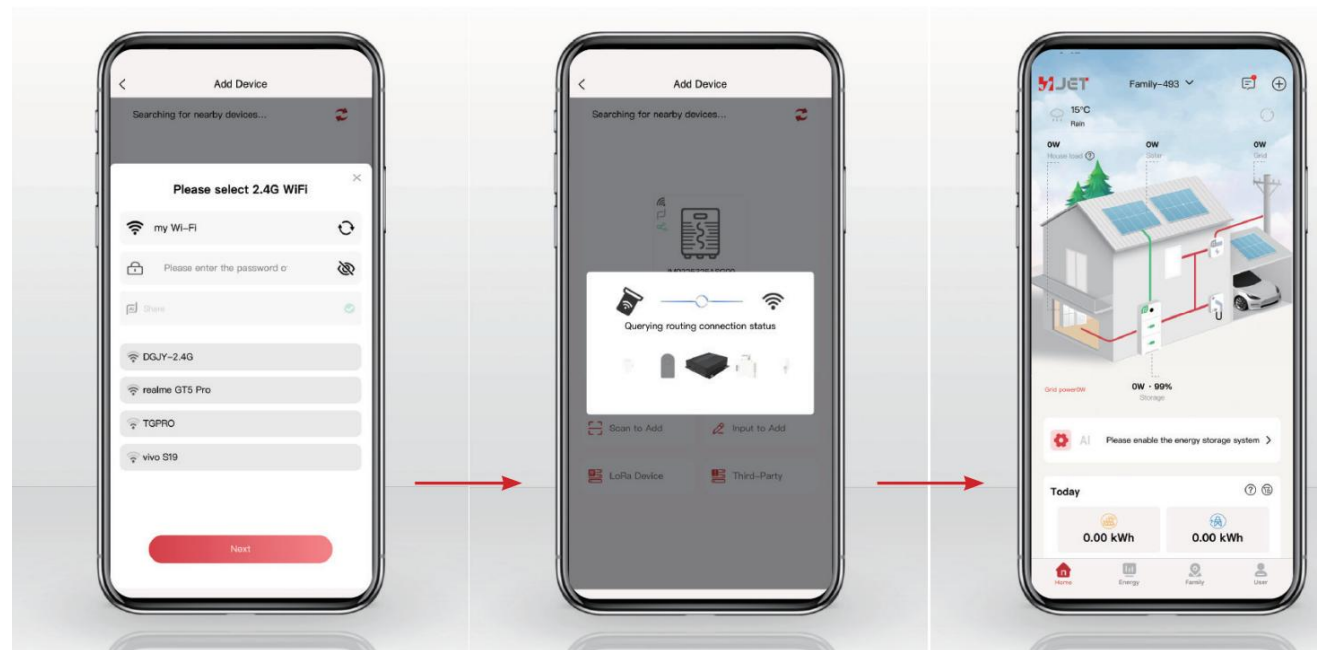 Add Device
Searching for nearby devices...
Please select 2.4G WiFi
my Wi-Fi
Please enter the password o
Share
DGJY-2.4G
realme GT5 Pro
TGPRO
vivo S19
Next
Add Device
Searching for nearby devices...
Querying routing connection status
Scan to Add
Input to Add
LoRa Device
Third-Party
JET
Family-493
15°C
Rain
0W
House load
0W
Solar
0W
Grid
Grid power0W
0W · 99%
Storage
AI
Please enable the energy storage system
Today
0.00 kWh
0.00 kWh
Home
Energy
Family
User